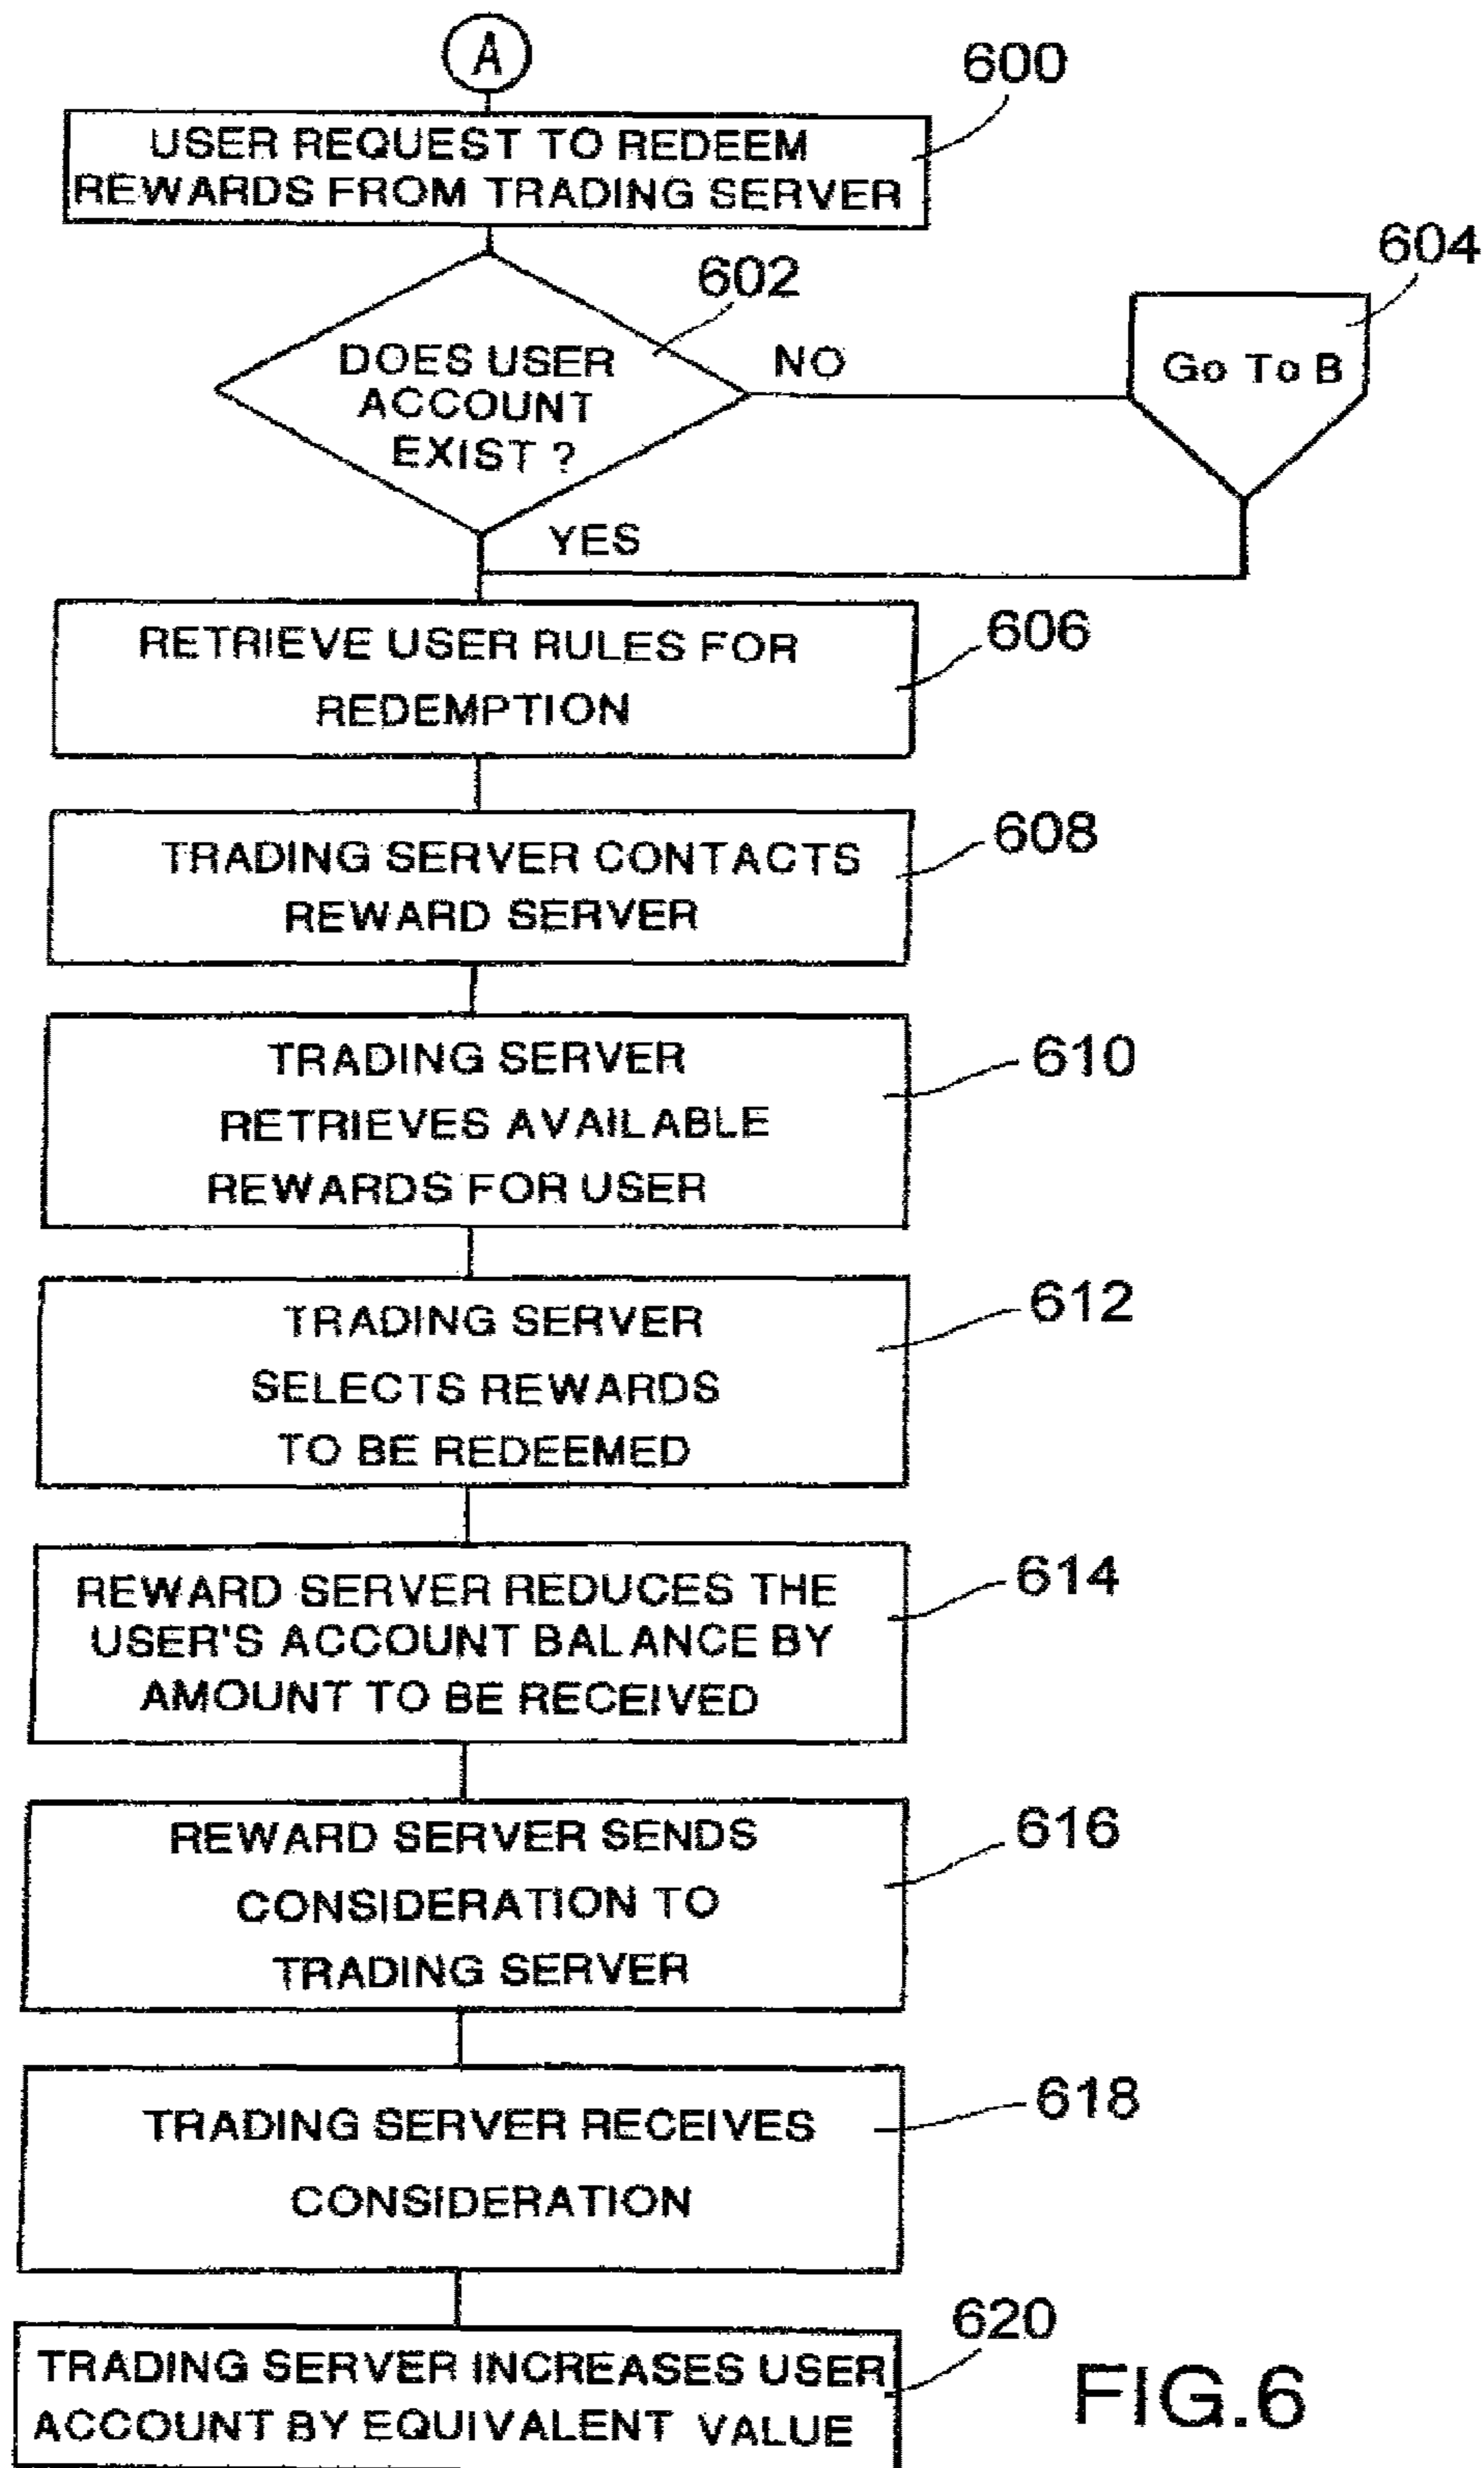 A
600
USER REQUEST TO REDEEM
REWARDS FROM TRADING SERVER
602
604
DOES USER
ACCOUNT
EXIST ?
NO
Go To B
YES
606
RETRIEVE USER RULES FOR
REDEMPTION
608
TRADING SERVER CONTACTS
REWARD SERVER
610
TRADING SERVER
RETRIEVES AVAILABLE
REWARDS FOR USER
612
TRADING SERVER
SELECTS REWARDS
TO BE REDEEMED
614
REWARD SERVER REDUCES THE
USER'S ACCOUNT BALANCE BY
AMOUNT TO BE RECEIVED
616
REWARD SERVER SENDS
CONSIDERATION TO
TRADING SERVER
618
TRADING SERVER RECEIVES
CONSIDERATION
620
TRADING SERVER INCREASES USER
ACCOUNT BY EQUIVALENT VALUE
FIG.6